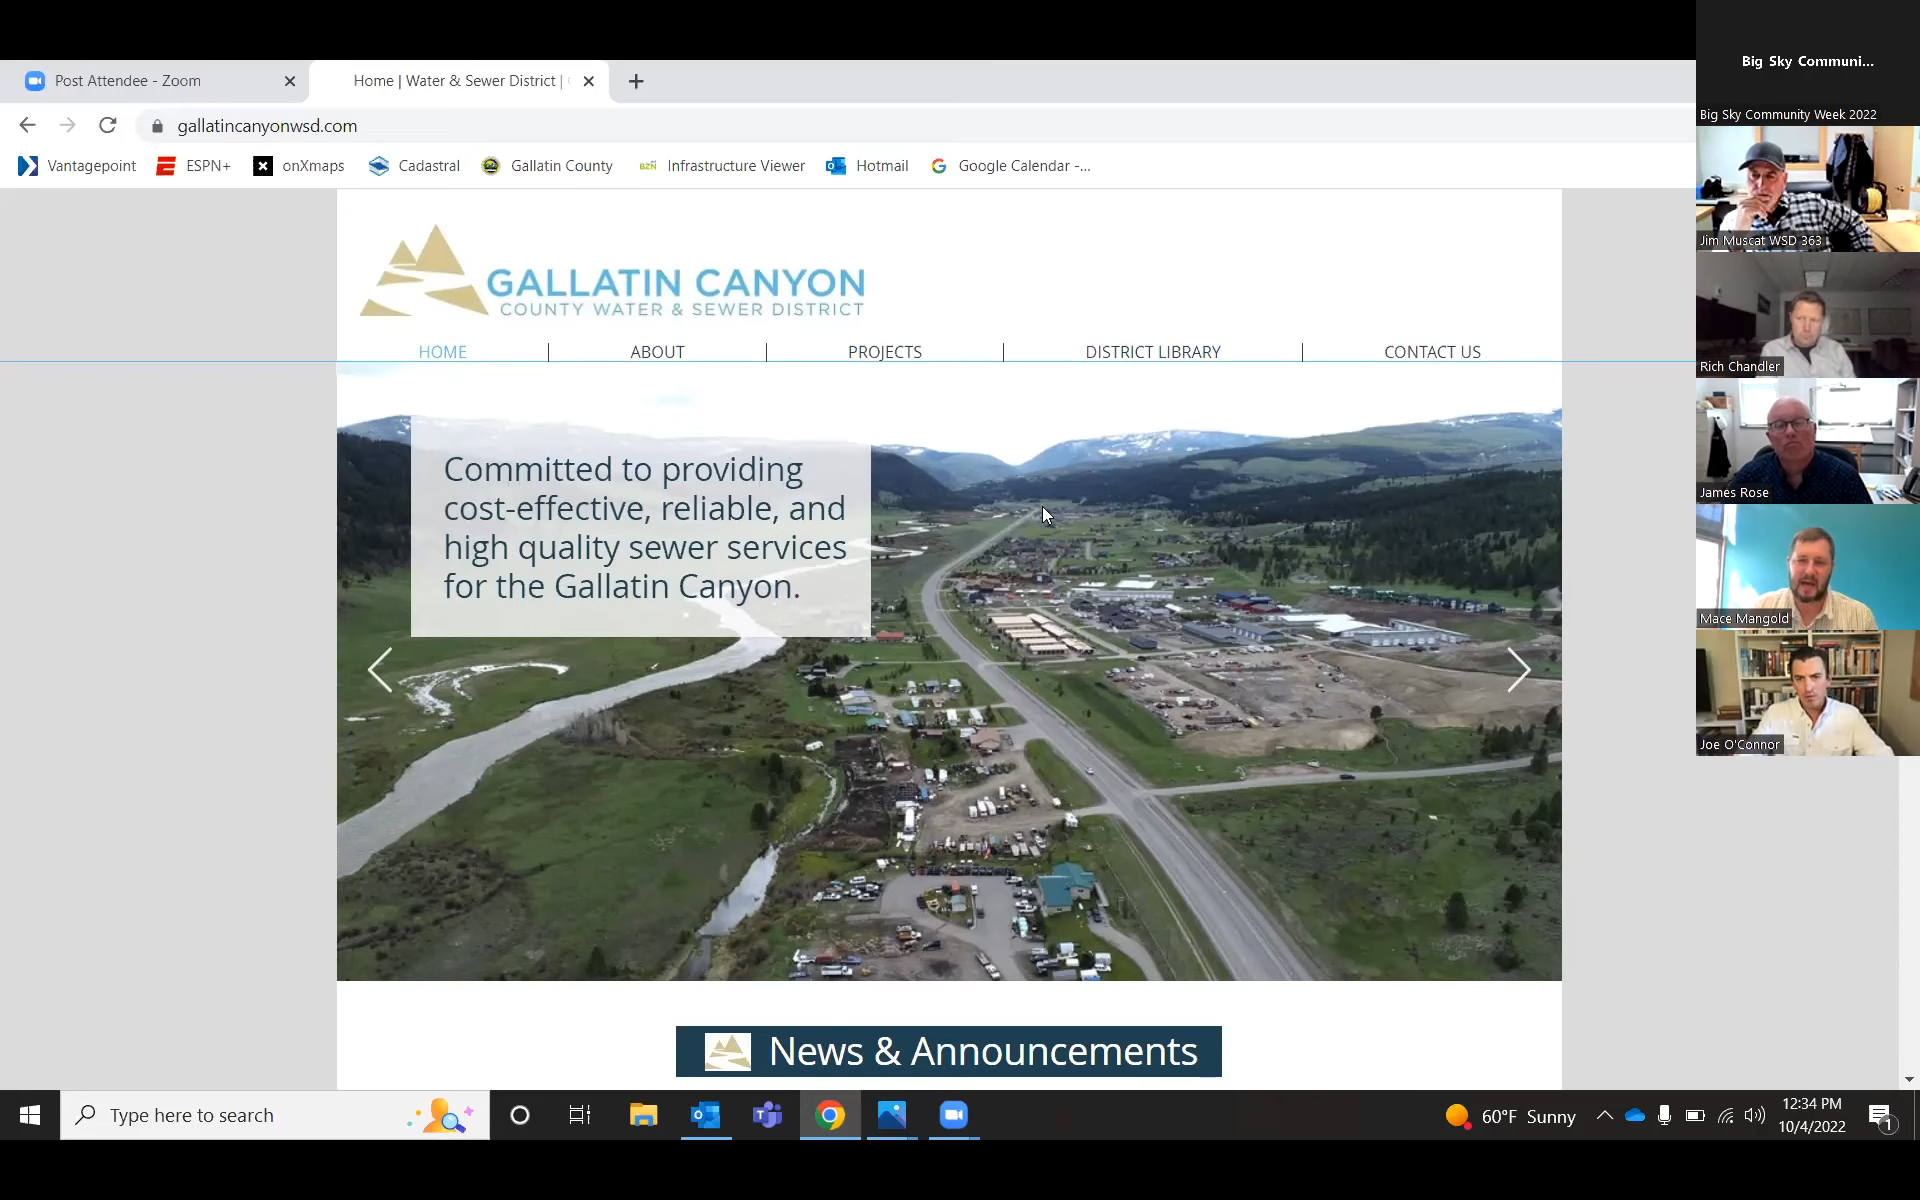 Post Attendee - Zoom
Home | Water & Sewer District |
gallatincanyonwsd.com
Vantagepoint
ESPN+
onXmaps
Cadastral
Gallatin County
BZN
Infrastructure Viewer
Hotmail
Google Calendar -...
GALLATIN CANYON
COUNTY WATER & SEWER DISTRICT
HOME
ABOUT
PROJECTS
DISTRICT LIBRARY
CONTACT US
Committed to providing
cost-effective, reliable, and
high quality sewer services
for the Gallatin Canyon.
News & Announcements
Big Sky Communi...
Big Sky Community Week 2022
Jim Muscat WSD 363
Rich Chandler
James Rose
Mace Mangold
Joe O'Connor
Type here to search
60°F Sunny
12:34 PM
10/4/2022
1